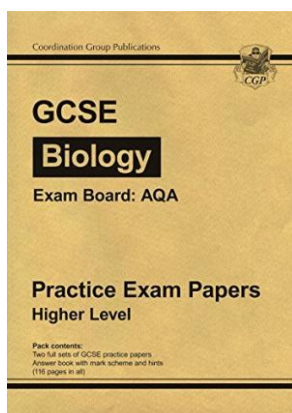 Coordination Group Publications
CGP
GCSE
Biology
Exam Board: AQA
Practice Exam Papers
Higher Level
Pack contents:
Two full sets of GCSE practice papers
Answer book with mark scheme and hints
(116 pages in all)